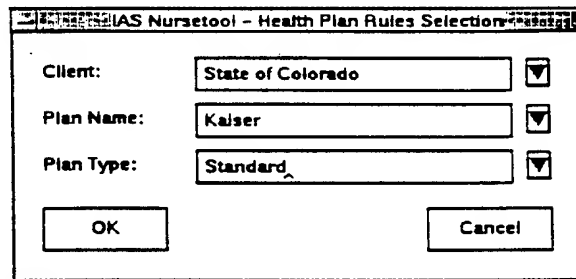 IAS Nursetool - Health Plan Rules Selection
Client: State of Colorado
Plan Name: Kaiser
Plan Type: Standard
OK Cancel